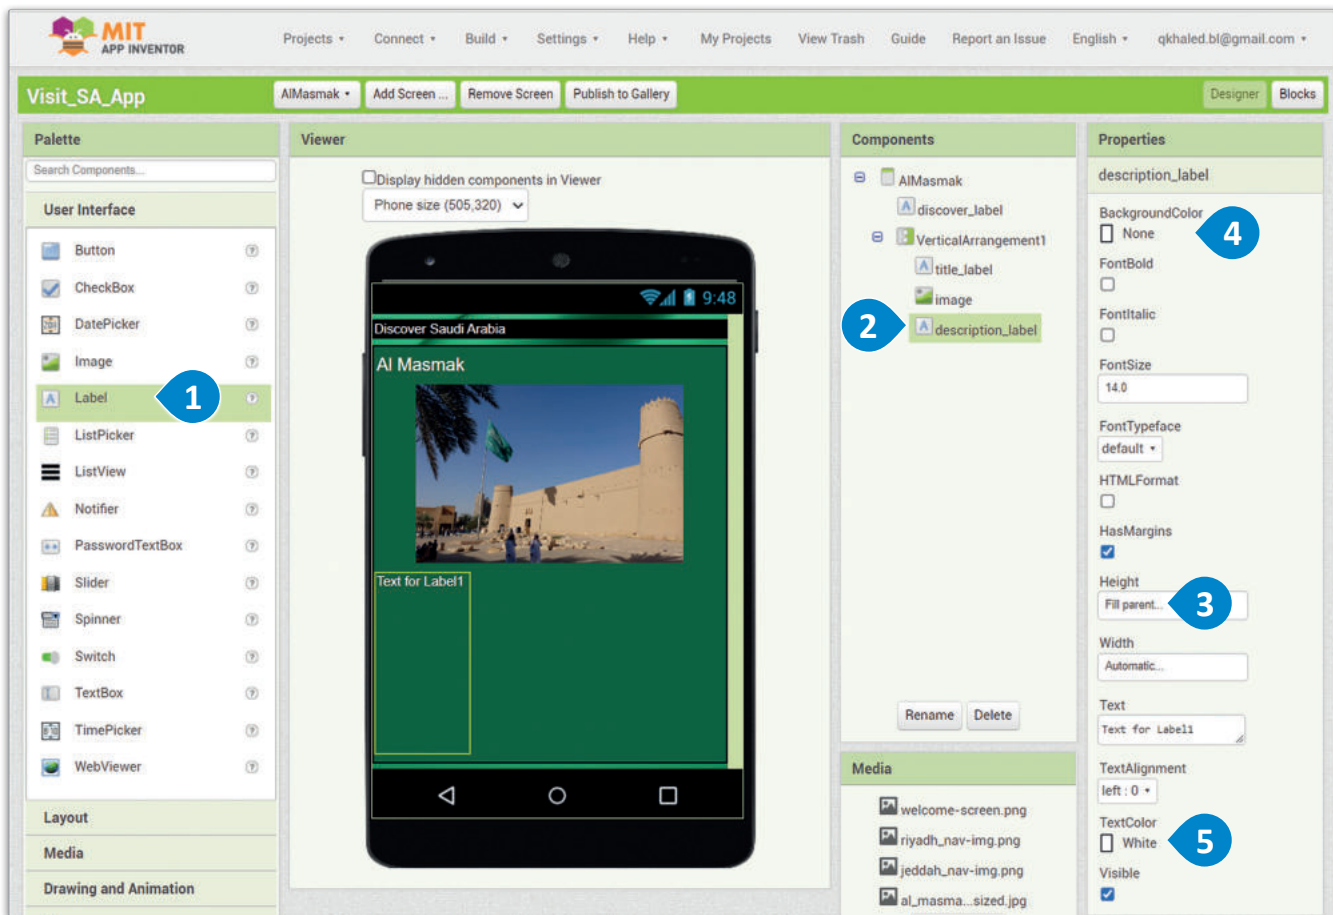 MIT
APP INVENTOR
Projects
Connect
Build
Settings
Help
My Projects
View Trash
Guide
Report an Issue
English
qkhaled.bl@gmail.com
Visit_SA_App
AlMasmak
Add Screen ...
Remove Screen
Publish to Gallery
Designer
Blocks
Palette
Search Components...
User Interface
Button
CheckBox
DatePicker
Image
Label
1
ListPicker
ListView
Notifier
PasswordTextBox
Slider
Spinner
Switch
TextBox
TimePicker
WebViewer
Layout
Media
Drawing and Animation
Viewer
Display hidden components in Viewer
Phone size (505,320)
9:48
Discover Saudi Arabia
Al Masmak
Text for Label1
Components
AlMasmak
discover_label
VerticalArrangement1
title_label
image
2
description_label
Rename
Delete
Media
welcome-screen.png
riyadh_nav-img.png
jeddah_nav-img.png
al_masma...sized.jpg
Properties
description_label
BackgroundColor
None
4
FontBold
FontItalic
FontSize
14.0
FontTypeface
default
HTMLFormat
HasMargins
Height
Fill parent...
3
Width
Automatic...
Text
Text for Label1
TextAlignment
left : 0
TextColor
White
5
Visible